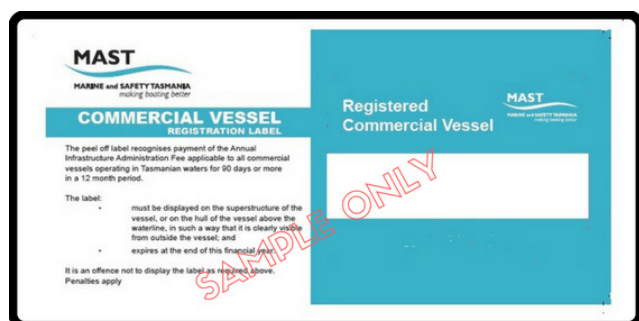 MAST
MARINE and SAFETY TASMANIA
making boating better
COMMERCIAL VESSEL
REGISTRATION LABEL
The peel off label recognises payment of the Annual
Infrastructure Administration Fee applicable to all commercial
vessels operating in Tasmanian waters for 90 days or more
in a 12 month period.
The label:
• must be displayed on the superstructure of the
vessel, or on the hull of the vessel above the
waterline, in such a way that it is clearly visible
from outside the vessel; and
• expires at the end of this financial year.
It is an offence not to display the label as required above.
Penalties apply
Registered
Commercial Vessel
MAST
MARINE and SAFETY TASMANIA
making boating better
SAMPLE ONLY